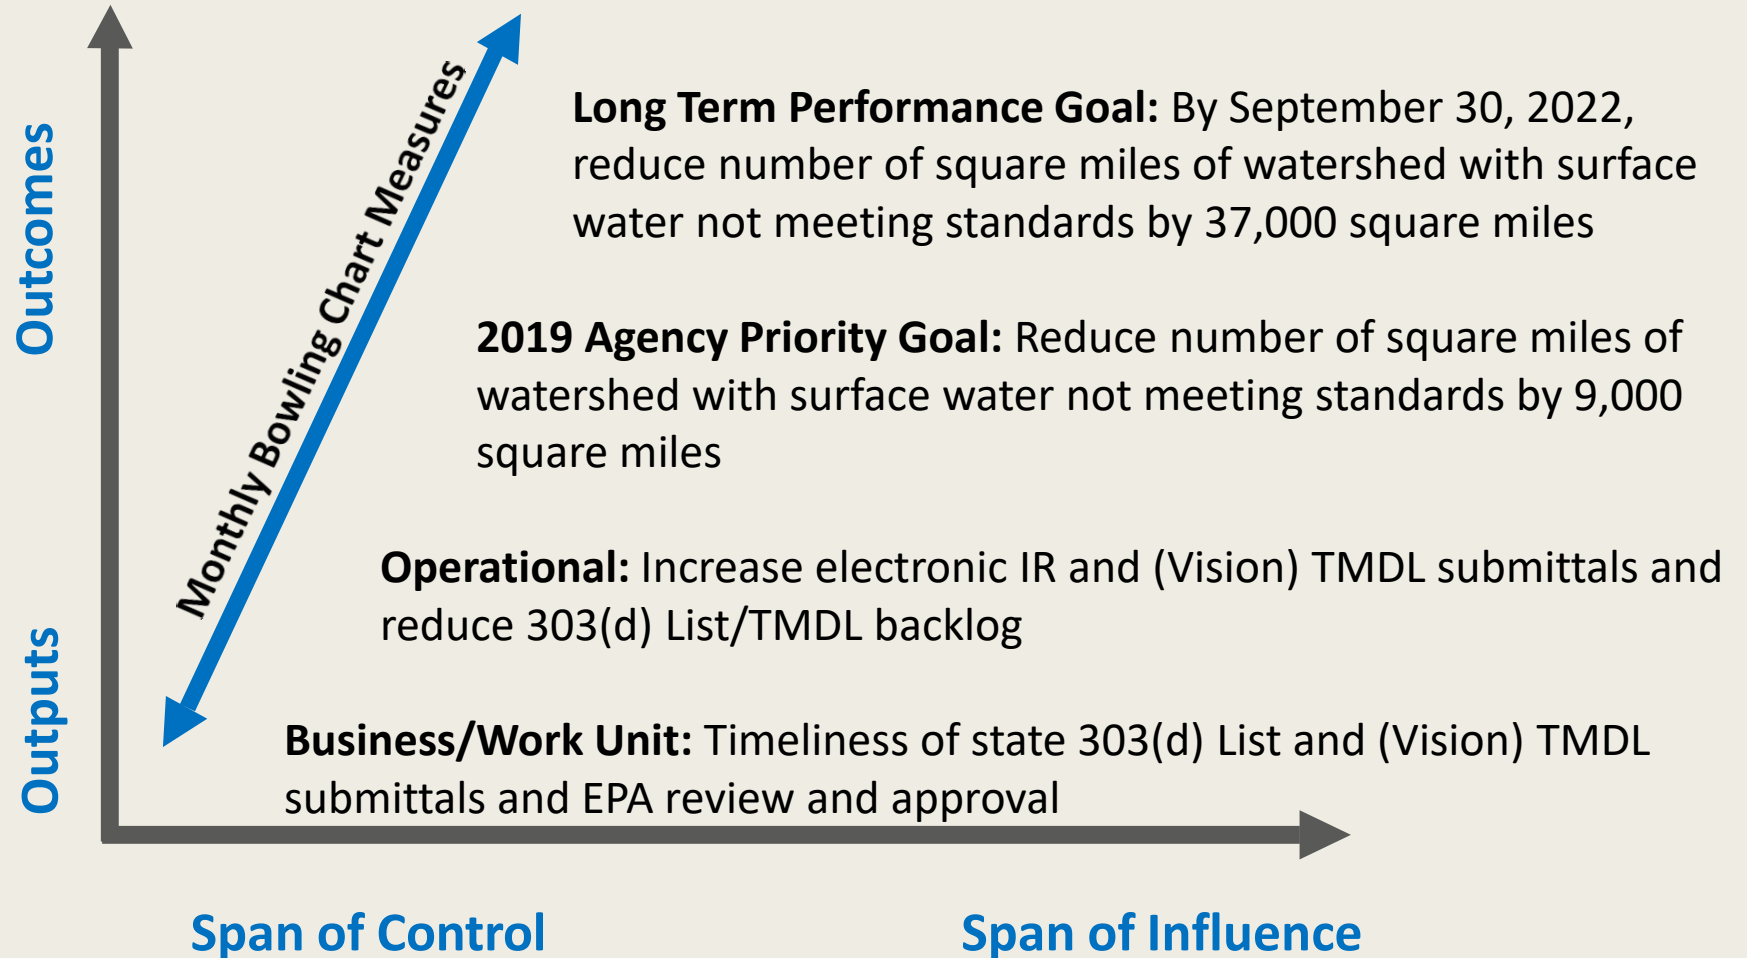 Outcomes
Outputs
Monthly Bowling Chart Measures
Long Term Performance Goal: By September 30, 2022,
reduce number of square miles of watershed with surface
water not meeting standards by 37,000 square miles
2019 Agency Priority Goal: Reduce number of square miles of
watershed with surface water not meeting standards by 9,000
square miles
Operational: Increase electronic IR and (Vision) TMDL submittals and
reduce 303(d) List/TMDL backlog
Business/Work Unit: Timeliness of state 303(d) List and (Vision) TMDL
submittals and EPA review and approval
Span of Control
Span of Influence